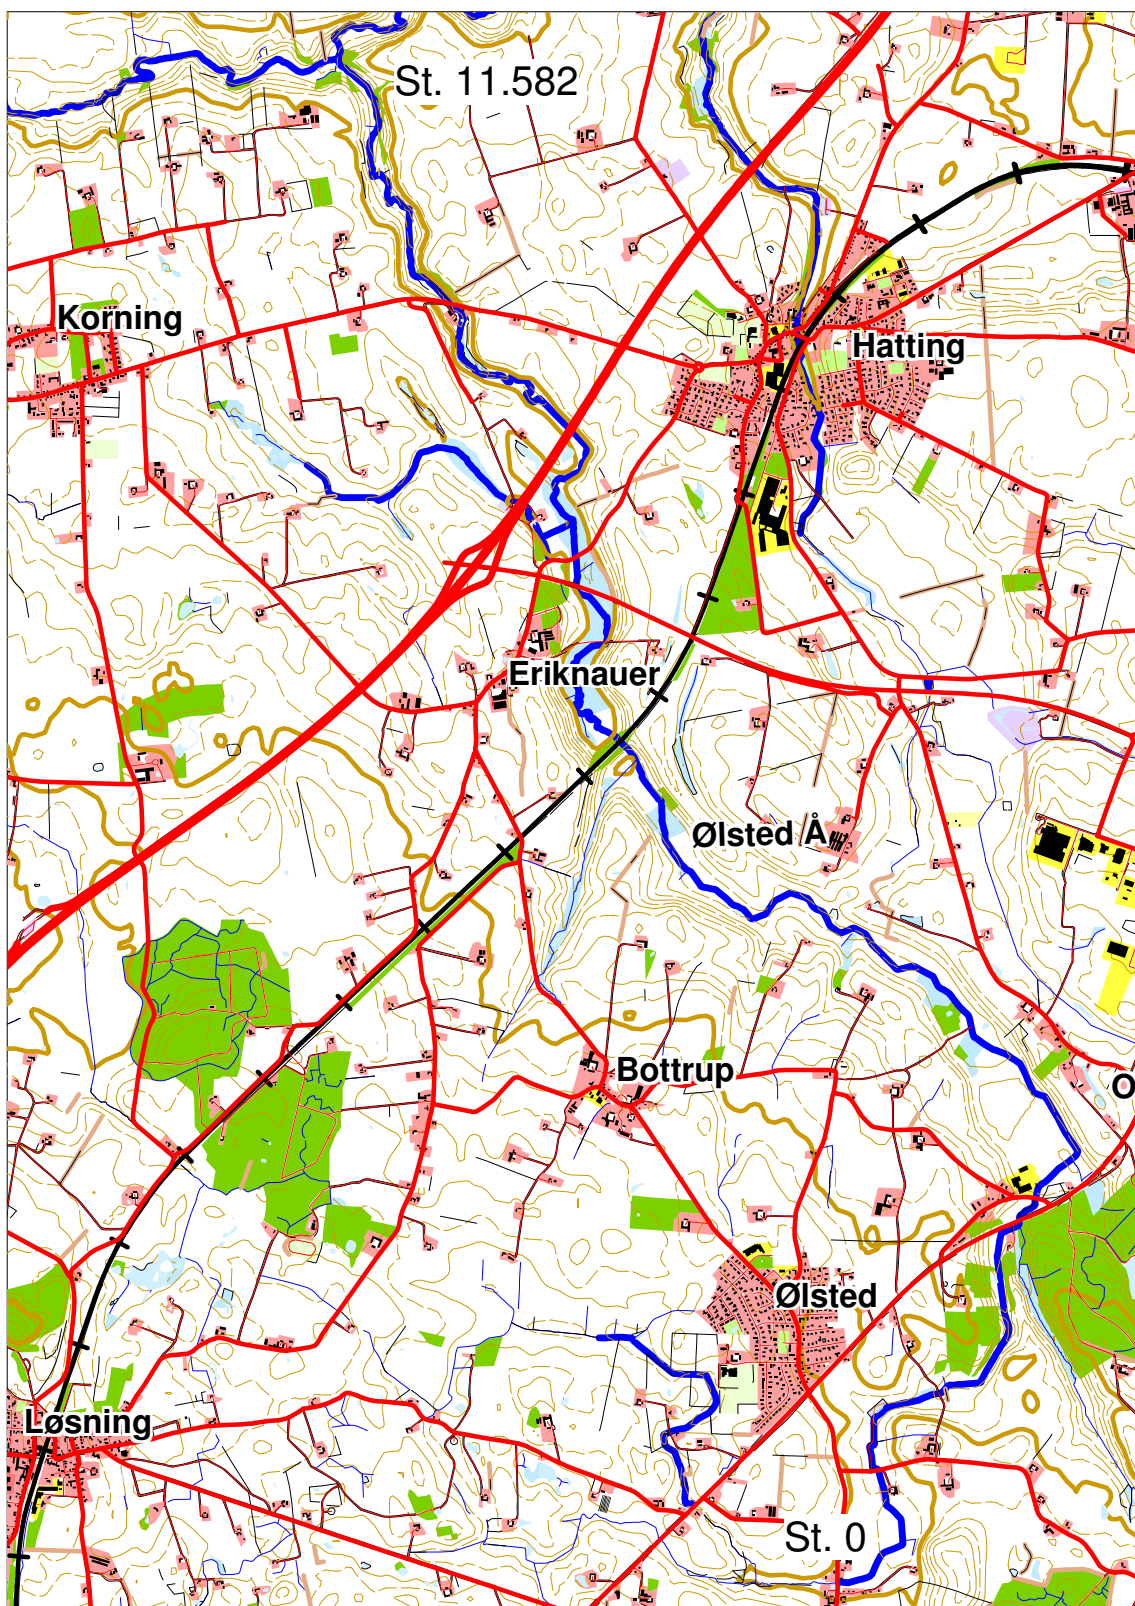 St. 11.582
Korning
Hatting
Eriknauer
Ølsted Å
Bottrup
O
Ølsted
Løsning
St. 0